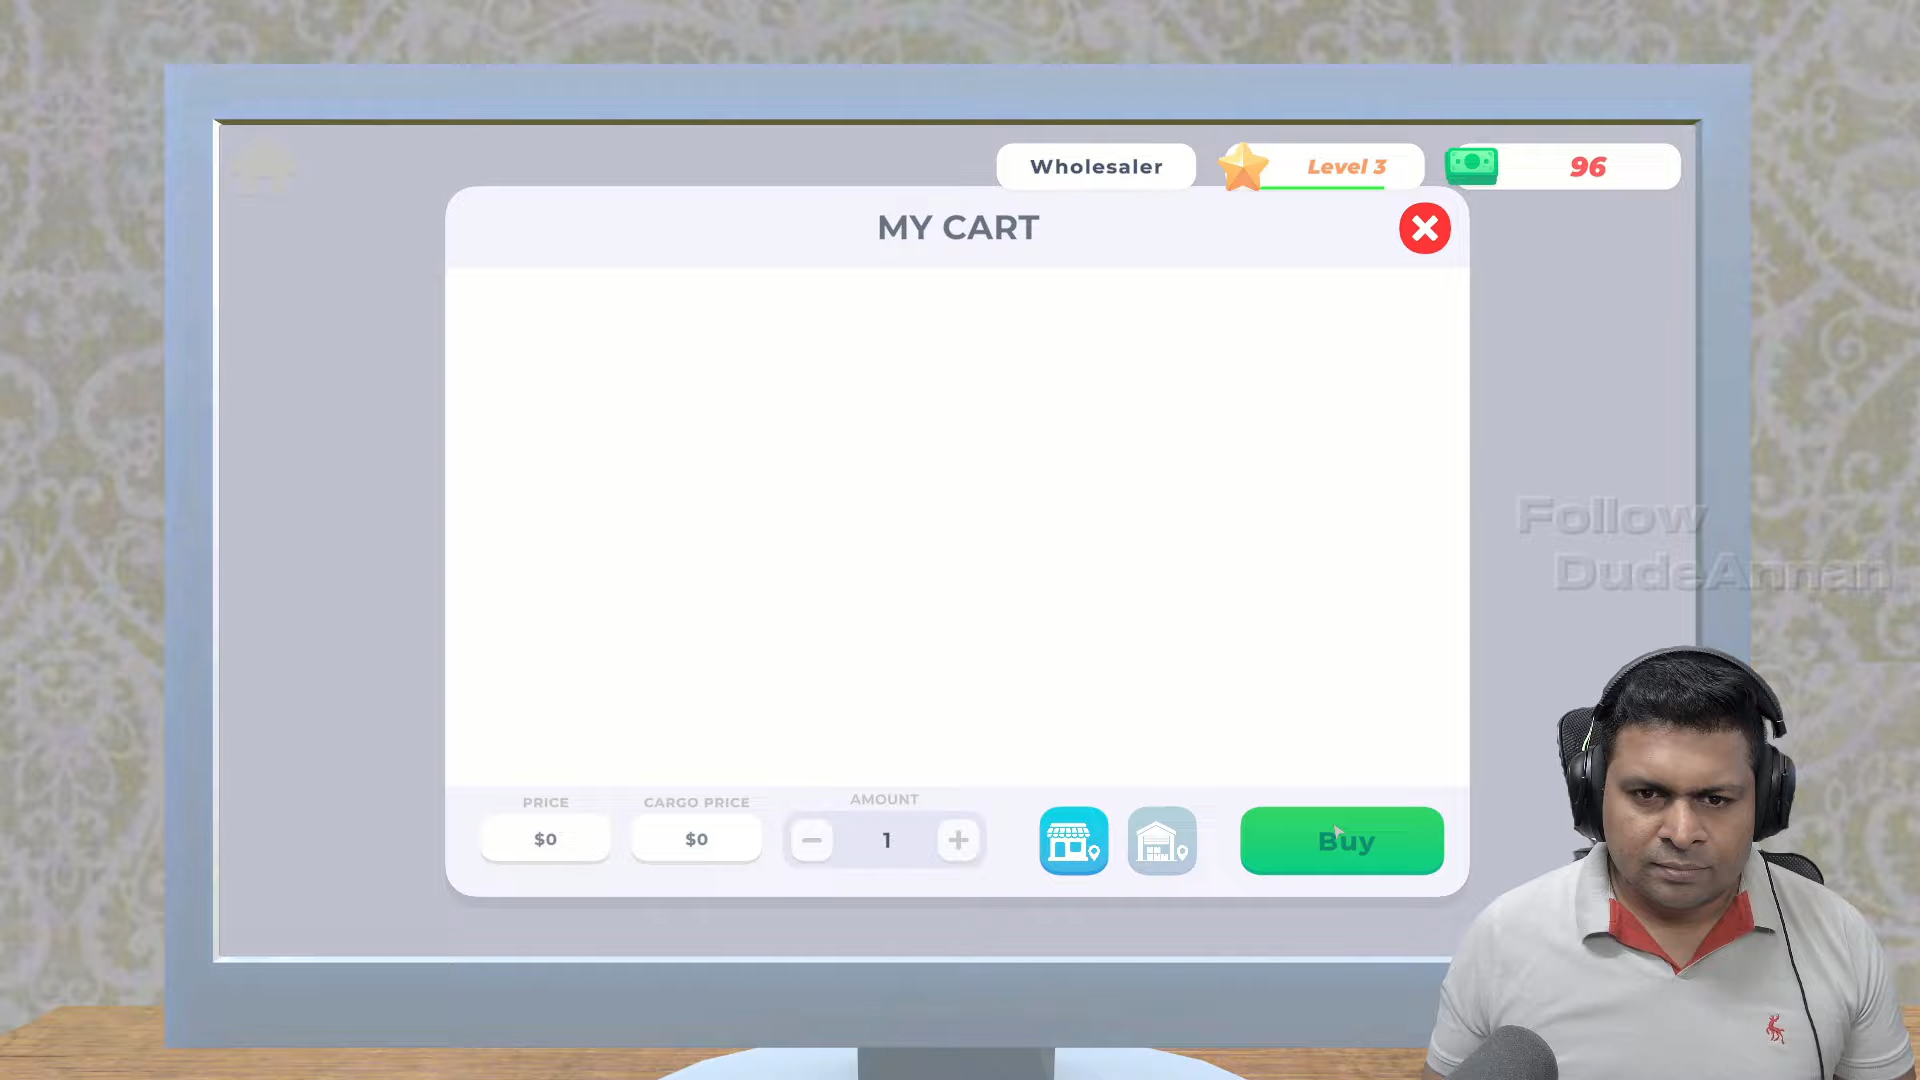 Wholesaler
Level 3
96
MY CART
Follow
DudeAnnan
PRICE
CARGO PRICE
AMOUNT
$0
$0
1
Buy